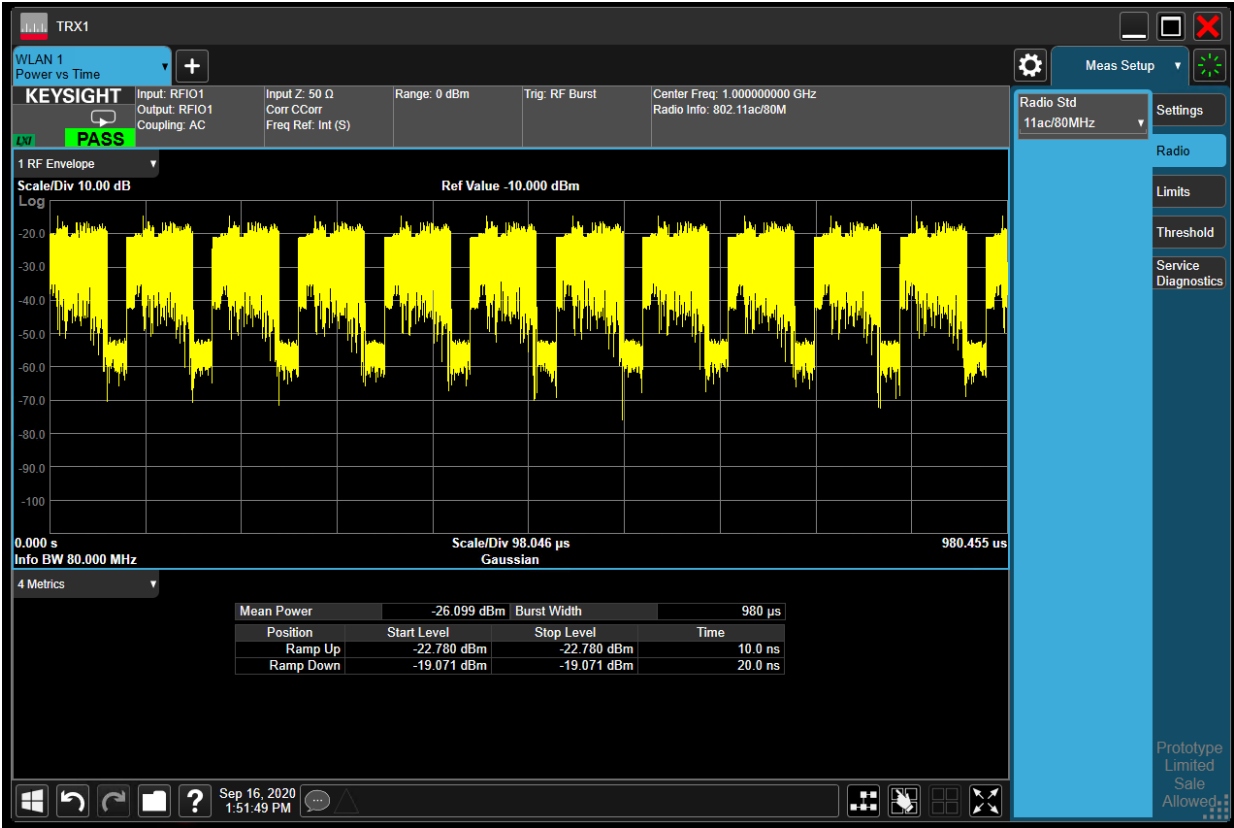 TRX1
WLAN 1
Power vs Time
Meas Setup
KEYSIGHT
LXI
PASS
Input: RFIO1
Output: RFIO1
Coupling: AC
Input Z: 50 Ω
Corr CCorr
Freq Ref: Int (S)
Range: 0 dBm
Trig: RF Burst
Center Freq: 1.000000000 GHz
Radio Info: 802.11ac/80M
Radio Std
11ac/80MHz
Settings
Radio
Limits
Threshold
Service
Diagnostics
1 RF Envelope
Scale/Div 10.00 dB Ref Value -10.000 dBm
Log
-20.0
-30.0
-40.0
-50.0
-60.0
-70.0
-80.0
-90.0
-100
0.000 s Scale/Div 98.046 µs 980.455 us
Info BW 80.000 MHz Gaussian
4 Metrics
Mean Power -26.099 dBm Burst Width 980 µs
Position Start Level Stop Level Time
Ramp Up -22.780 dBm -22.780 dBm 10.0 ns
Ramp Down -19.071 dBm -19.071 dBm 20.0 ns
Prototype
Limited
Sale
Allowed
?
Sep 16, 2020
1:51:49 PM